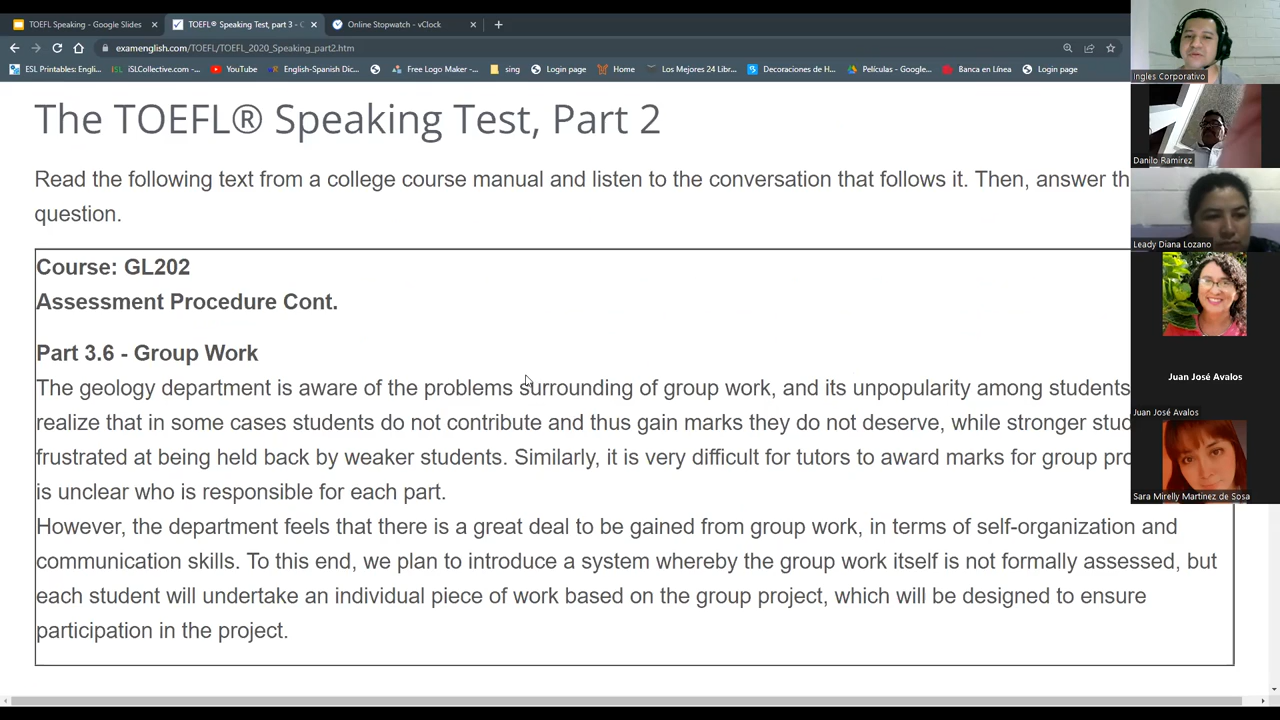 TOEFL Speaking - Google Slides
TOEFL® Speaking Test, part 3 - C
Online Stopwatch - vClock
examenglish.com/TOEFL/TOEFL_2020_Speaking_part2.htm
ESL Printables: Engli... iSLCollective.com -... YouTube English-Spanish Dic... Free Logo Maker -... sing Login page Home Los Mejores 24 Libr... Decoraciones de H... Películas - Google... Banca en Línea Login page
The TOEFL® Speaking Test, Part 2
Read the following text from a college course manual and listen to the conversation that follows it. Then, answer th
question.
Course: GL202
Assessment Procedure Cont.
Part 3.6 - Group Work
The geology department is aware of the problems surrounding of group work, and its unpopularity among students
realize that in some cases students do not contribute and thus gain marks they do not deserve, while stronger stud
frustrated at being held back by weaker students. Similarly, it is very difficult for tutors to award marks for group pro
is unclear who is responsible for each part.
However, the department feels that there is a great deal to be gained from group work, in terms of self-organization and
communication skills. To this end, we plan to introduce a system whereby the group work itself is not formally assessed, but
each student will undertake an individual piece of work based on the group project, which will be designed to ensure
participation in the project.
Ingles Corporativo
Danilo Ramirez
Leady Diana Lozano
Juan José Avalos
Juan José Avalos
Sara Mirelly Martinez de Sosa